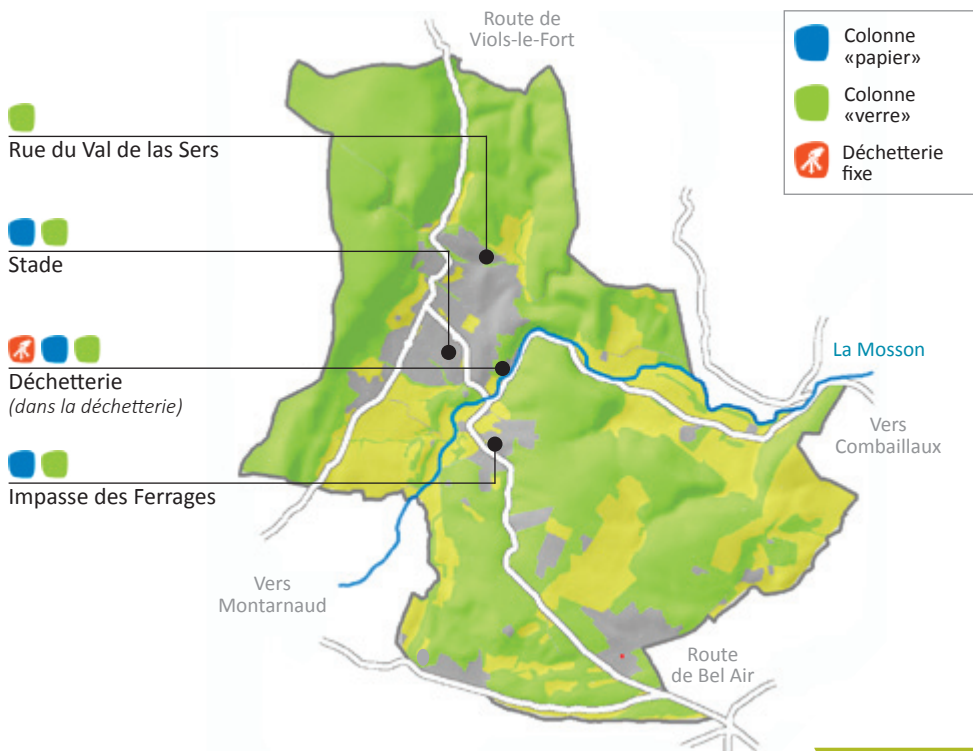 Route de
Viols-le-Fort
Colonne
«papier»
Colonne
«verre»
Déchetterie
fixe
Rue du Val de las Sers
Stade
Déchetterie
(dans la déchetterie)
Impasse des Ferrages
La Mosson
Vers
Combaillaux
Vers
Montarnaud
Route
de Bel Air